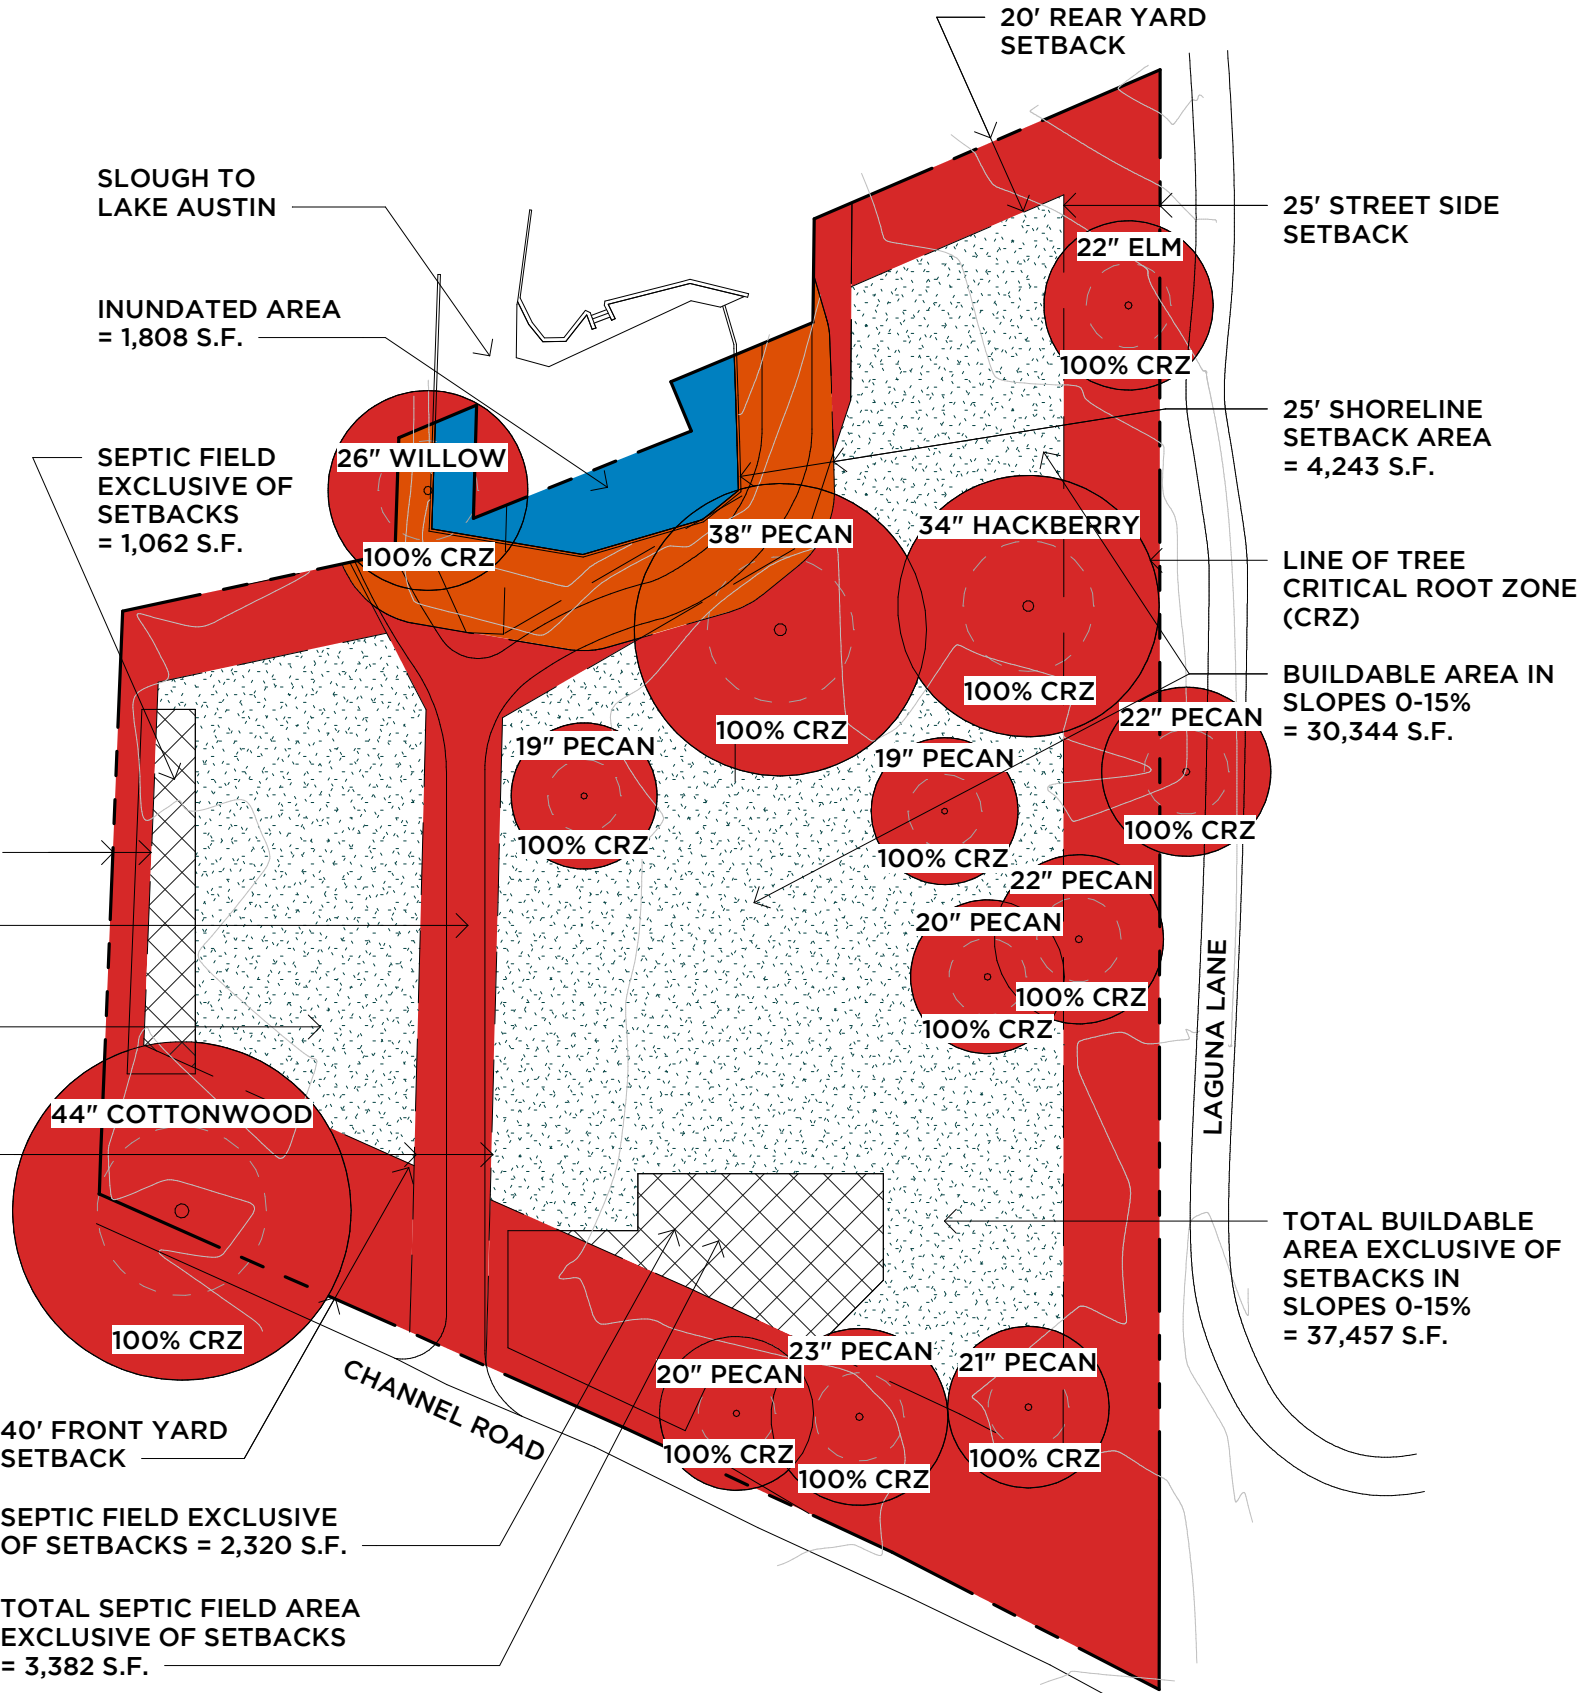 20' REAR YARD
SETBACK
SLOUGH TO
LAKE AUSTIN
25' STREET SIDE
SETBACK
22" ELM
INUNDATED AREA
= 1,808 S.F.
100% CRZ
25' SHORELINE
SETBACK AREA
= 4,243 S.F.
SEPTIC FIELD
EXCLUSIVE OF
SETBACKS
= 1,062 S.F.
26" WILLOW
100% CRZ
38" PECAN
34" HACKBERRY
LINE OF TREE
CRITICAL ROOT ZONE
(CRZ)
100% CRZ
100% CRZ
BUILDABLE AREA IN
SLOPES 0-15%
= 30,344 S.F.
22" PECAN
19" PECAN
19" PECAN
100% CRZ
100% CRZ
100% CRZ
22" PECAN
20" PECAN
100% CRZ
100% CRZ
LAGUNA LANE
44" COTTONWOOD
100% CRZ
TOTAL BUILDABLE
AREA EXCLUSIVE OF
SETBACKS IN
SLOPES 0-15%
= 37,457 S.F.
23" PECAN
20" PECAN
21" PECAN
100% CRZ
100% CRZ
100% CRZ
CHANNEL ROAD
40' FRONT YARD
SETBACK
SEPTIC FIELD EXCLUSIVE
OF SETBACKS = 2,320 S.F.
TOTAL SEPTIC FIELD AREA
EXCLUSIVE OF SETBACKS
= 3,382 S.F.